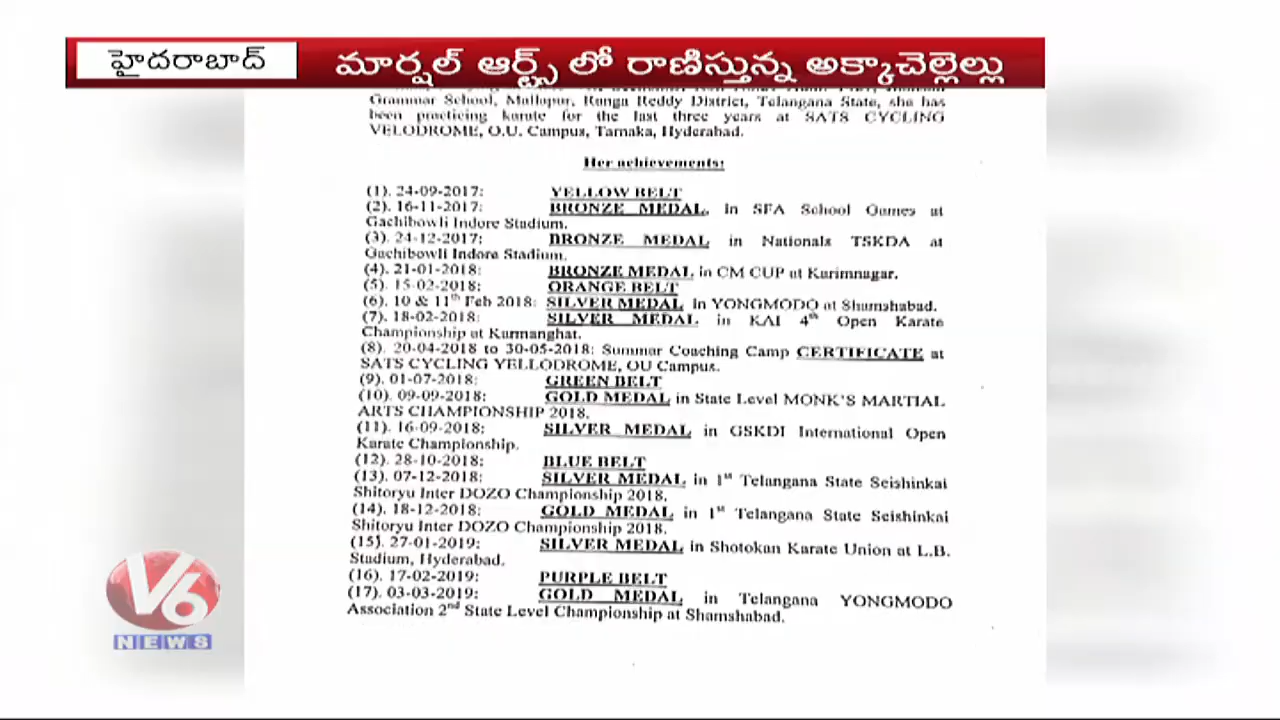 హైదరాబాద్
మార్షల్ ఆర్ట్స్ లో రాణిస్తున్న అక్కాచెల్లెల్లు
Grammar School, Mallapur, Ranga Reddy District, Telangana State, she has
been practicing karate for the last three years at SATS CYCLING
VELODROME, O.U. Campus, Tarnaka, Hyderabad.
Her achievements:
(1). 24-09-2017: YELLOW BELT
(2). 16-11-2017: BRONZE MEDAL, in SFA School Games at
Gachibowli Indore Stadium.
(3). 24-12-2017: BRONZE MEDAL in Nationals TSKDA at
Gachibowli Indore Stadium.
(4). 21-01-2018: BRONZE MEDAL in CM CUP at Karimnagar.
(5). 15-02-2018: ORANGE BELT
(6). 10 & 11th Feb 2018: SILVER MEDAL in YONGMODO at Shamshabad.
(7). 18-02-2018: SILVER MEDAL in KAI 4th Open Karate
Championship at Karmanghat.
(8). 20-04-2018 to 30-05-2018: Summar Coaching Camp CERTIFICATE at
SATS CYCLING VELLODROME, OU Campus.
(9). 01-07-2018: GREEN BELT
(10). 09-09-2018: GOLD MEDAL in State Level MONK'S MARTIAL
ARTS CHAMPIONSHIP 2018.
(11). 16-09-2018: SILVER MEDAL in GSKDI International Open
Karate Championship.
(12). 28-10-2018: BLUE BELT
(13). 07-12-2018: SILVER MEDAL in 1st Telangana State Seishinkai
Shitoryu Inter DOZO Championship 2018.
(14). 18-12-2018: GOLD MEDAL in 1st Telangana State Seishinkai
Shitoryu Inter DOZO Championship 2018.
(15). 27-01-2019: SILVER MEDAL in Shotokan Karate Union at L.B.
Stadium, Hyderabad.
(16). 17-02-2019: PURPLE BELT
(17). 03-03-2019: GOLD MEDAL in Telangana YONGMODO
Association 2nd State Level Championship at Shamshabad.
V6
NEWS